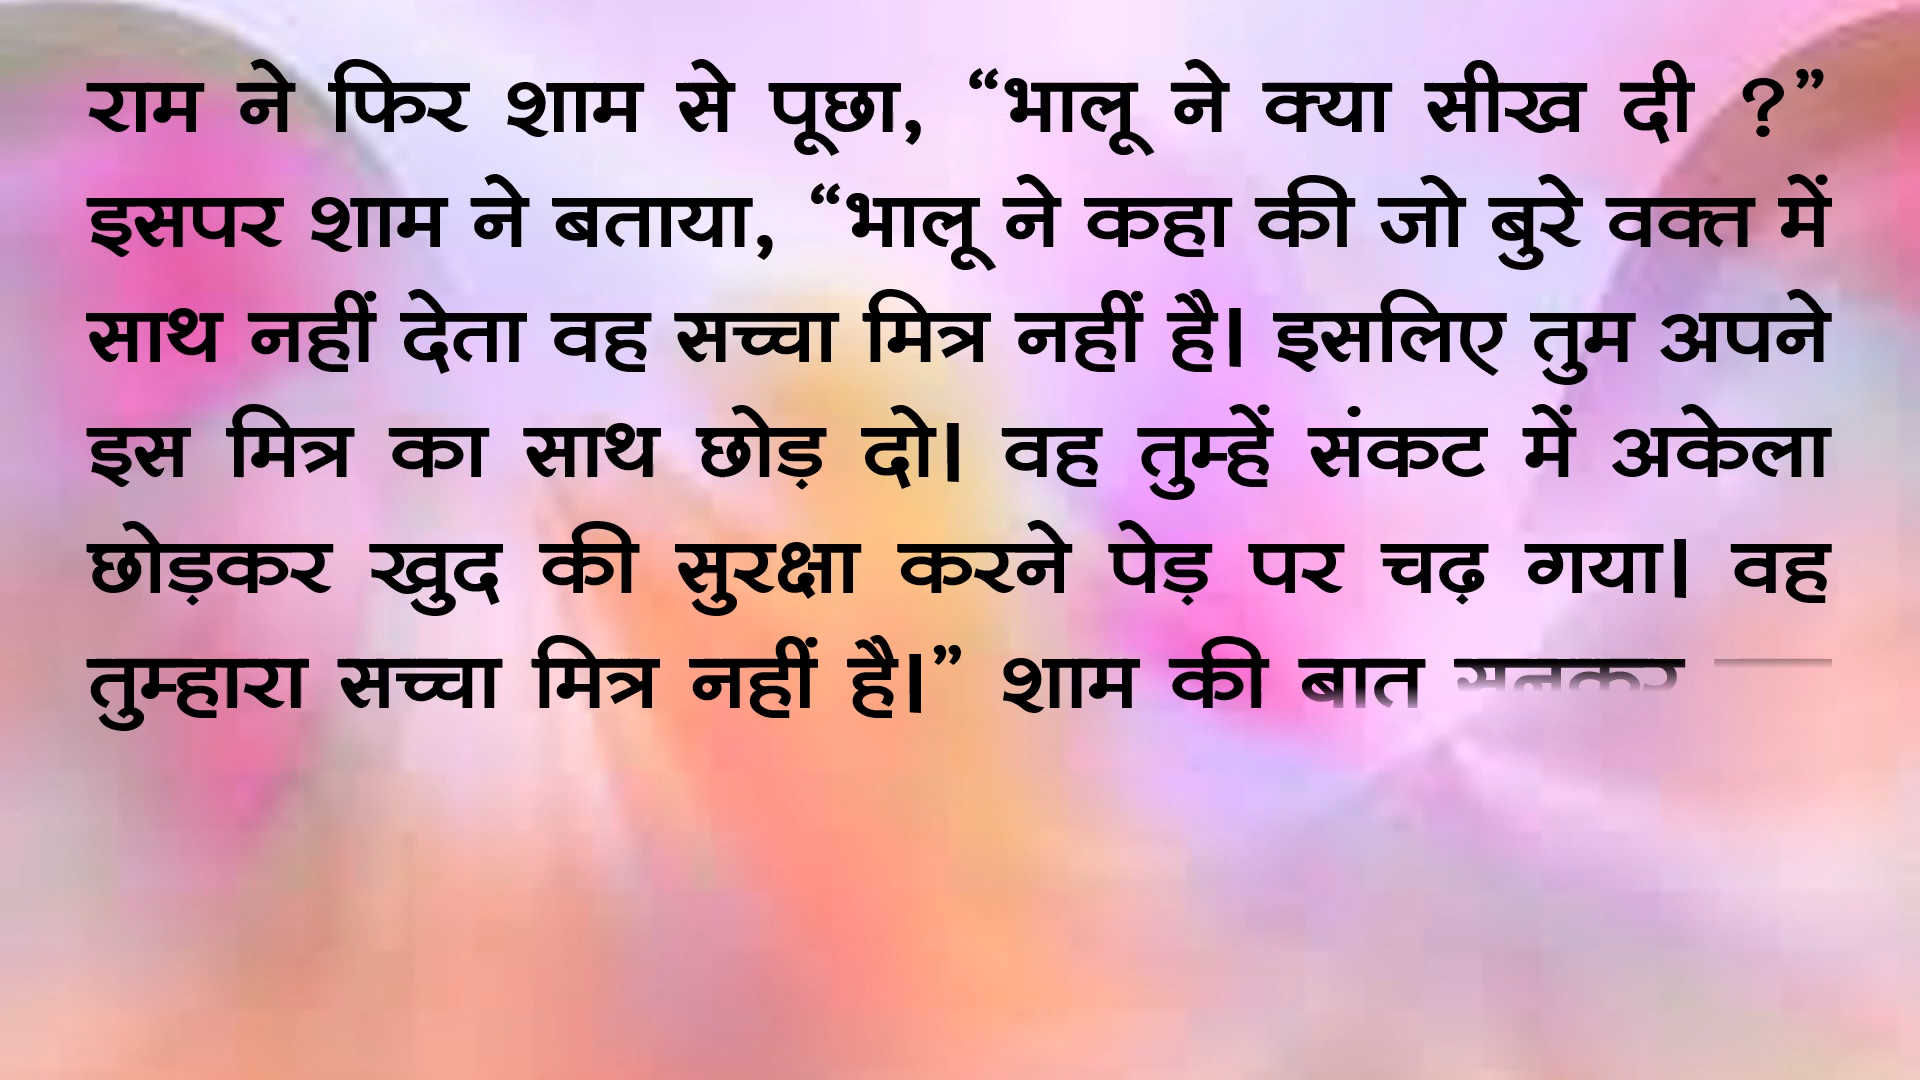 राम ने फिर शाम से पूछा, “भालू ने क्या सीख दी ?”
इसपर शाम ने बताया, “भालू ने कहा की जो बुरे वक्त में
साथ नहीं देता वह सच्चा मित्र नहीं है। इसलिए तुम अपने
इस मित्र का साथ छोड़ दो। वह तुम्हें संकट में अकेला
छोड़कर खुद की सुरक्षा करने पेड़ पर चढ़ गया। वह
तुम्हारा सच्चा मित्र नहीं है।” शाम की बात सुनकर